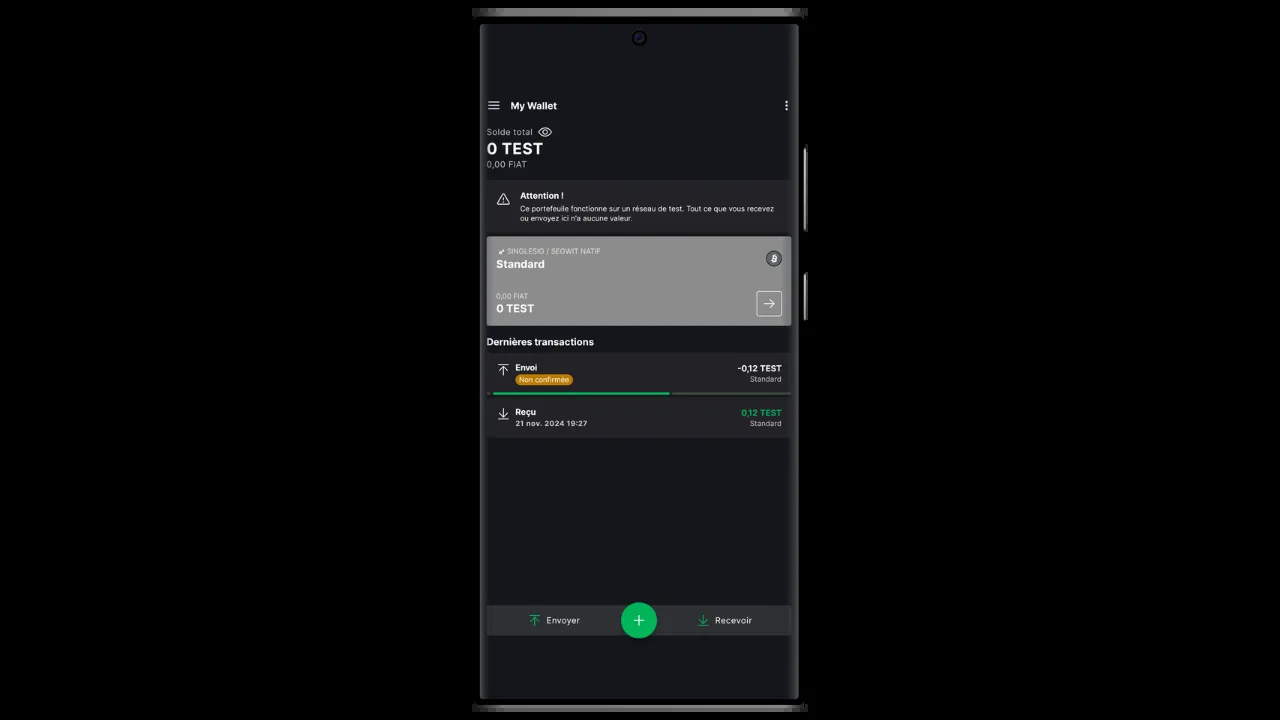 My Wallet
Solde total
0 TEST
0,00 FIAT
Attention !
Ce portefeuille fonctionne sur un réseau de test. Tout ce que vous recevez
ou envoyez ici n'a aucune valeur.
SINGLESIG / SEGWIT NATIF
Standard
0,00 FIAT
0 TEST
Dernières transactions
Envoi
-0,12 TEST
Non confirmée
Standard
Reçu
0,12 TEST
21 nov. 2024 19:27
Standard
Envoyer
+
Recevoir